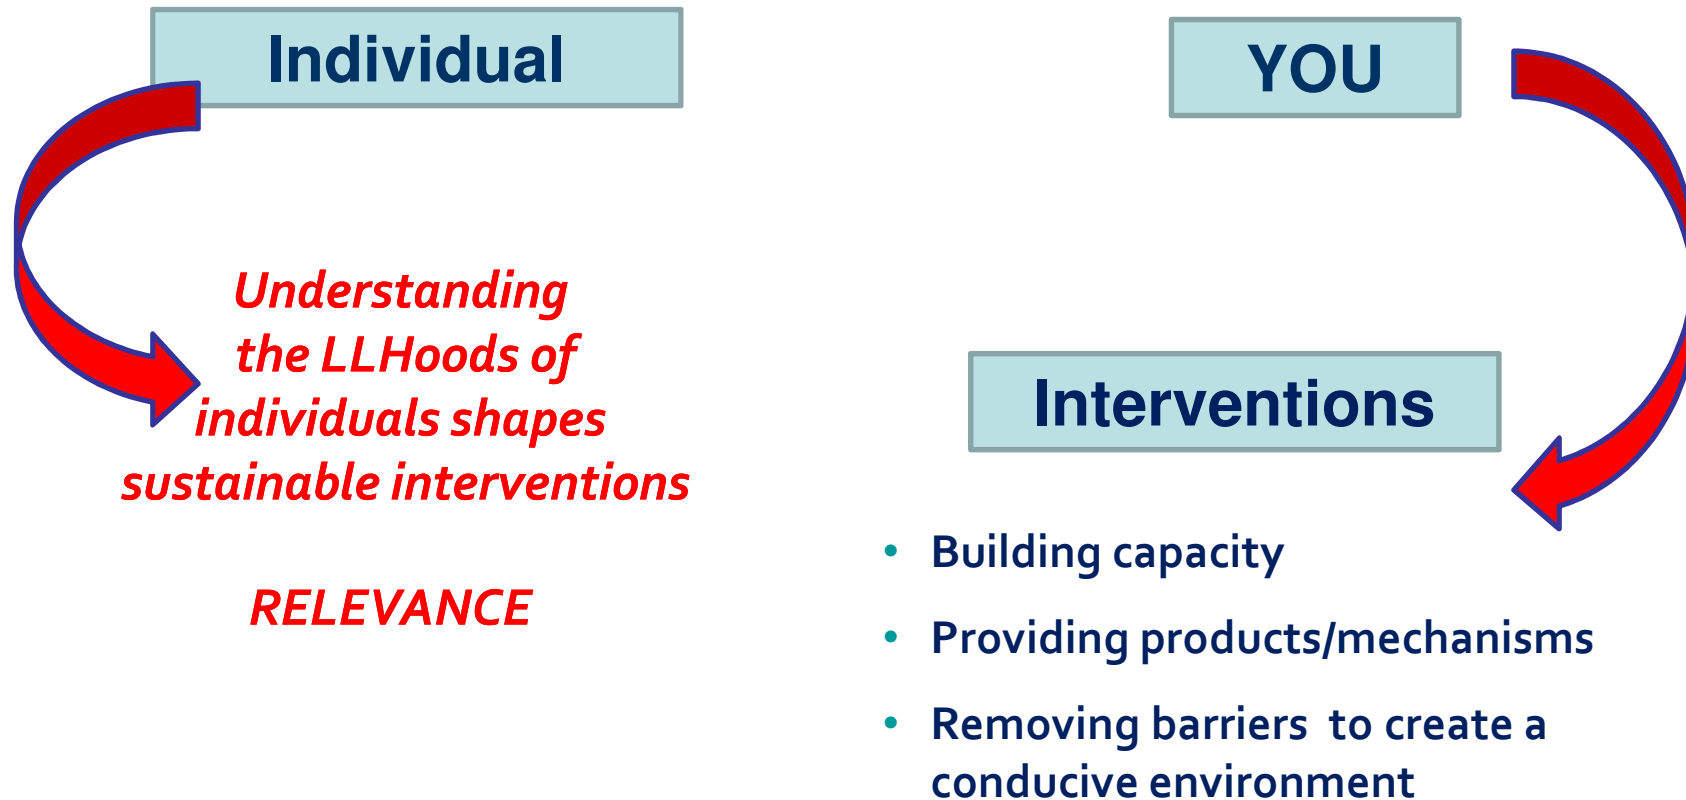 Individual
Understanding
the LLHoods of
individuals shapes
sustainable interventions
RELEVANCE
YOU
Interventions
• Building capacity
• Providing products/mechanisms
• Removing barriers to create a
conducive environment